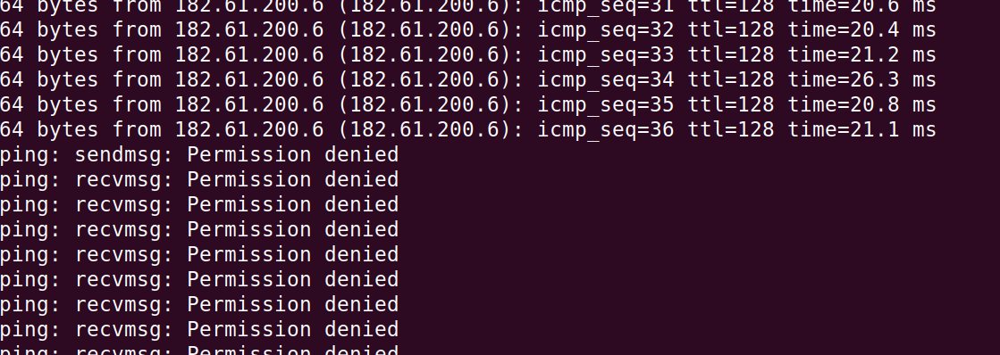 64 bytes from 182.61.200.6 (182.61.200.6): icmp_seq=31 ttl=128 time=20.6 ms
64 bytes from 182.61.200.6 (182.61.200.6): icmp_seq=32 ttl=128 time=20.4 ms
64 bytes from 182.61.200.6 (182.61.200.6): icmp_seq=33 ttl=128 time=21.2 ms
64 bytes from 182.61.200.6 (182.61.200.6): icmp_seq=34 ttl=128 time=26.3 ms
64 bytes from 182.61.200.6 (182.61.200.6): icmp_seq=35 ttl=128 time=20.8 ms
64 bytes from 182.61.200.6 (182.61.200.6): icmp_seq=36 ttl=128 time=21.1 ms
ping: sendmsg: Permission denied
ping: recvmsg: Permission denied
ping: recvmsg: Permission denied
ping: recvmsg: Permission denied
ping: recvmsg: Permission denied
ping: recvmsg: Permission denied
ping: recvmsg: Permission denied
ping: recvmsg: Permission denied
ping: recvmsg: Permission denied